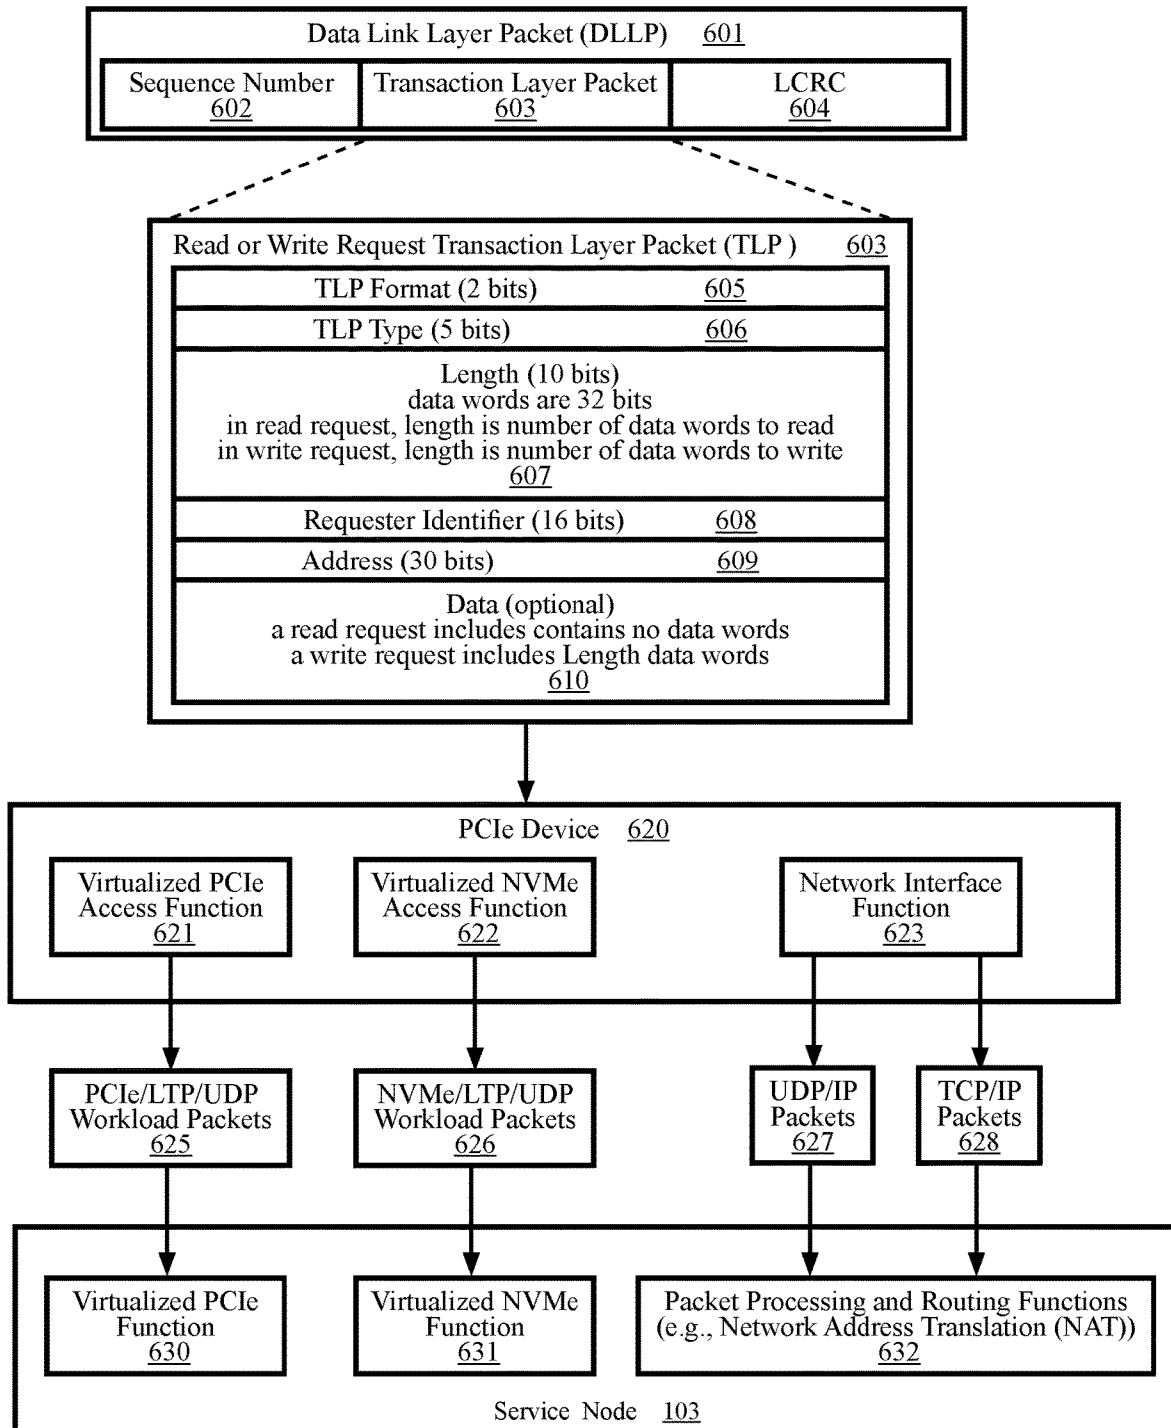 Data Link Layer Packet (DLLP) 601
Sequence Number
602
Transaction Layer Packet
603
LCRC
604
Read or Write Request Transaction Layer Packet (TLP ) 603
TLP Format (2 bits) 605
TLP Type (5 bits) 606
Length (10 bits)
data words are 32 bits
in read request, length is number of data words to read
in write request, length is number of data words to write
607
Requester Identifier (16 bits) 608
Address (30 bits) 609
Data (optional)
a read request includes contains no data words
a write request includes Length data words
610
PCIe Device 620
Virtualized PCIe
Access Function
621
Virtualized NVMe
Access Function
622
Network Interface
Function
623
PCIe/LTP/UDP
Workload Packets
625
NVMe/LTP/UDP
Workload Packets
626
UDP/IP
Packets
627
TCP/IP
Packets
628
Virtualized PCIe
Function
630
Virtualized NVMe
Function
631
Packet Processing and Routing Functions
(e.g., Network Address Translation (NAT))
632
Service Node 103